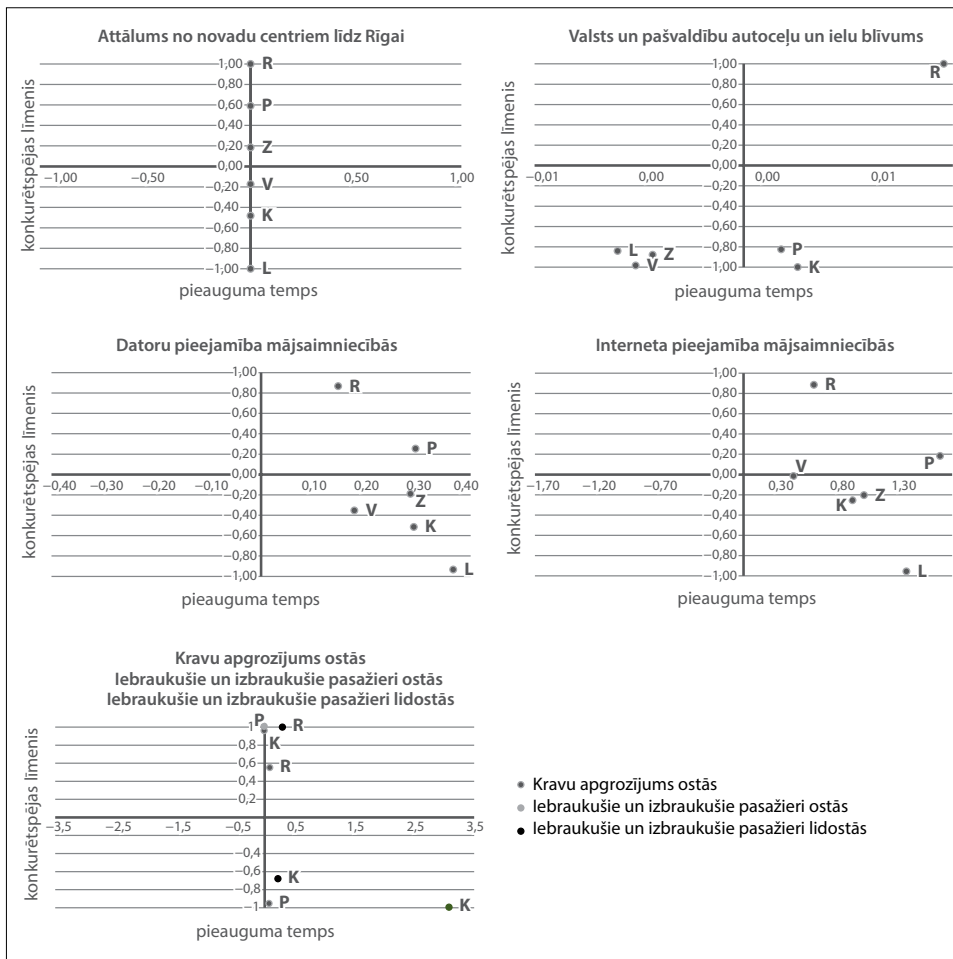 Attālums no novadu centriem līdz Rīgai
konkurētspējas līmenis
1,00
0,80
0,60
0,40
0,20
0,00
−0,20
−0,40
−0,60
−0,80
−1,00
−1,00 −0,50 0,50 1,00
R
P
Z
V
K
L
pieauguma temps
Valsts un pašvaldību autoceļu un ielu blīvums
konkurētspējas līmenis
1,00
0,80
0,60
0,40
0,20
0,00
−0,20
−0,40
−0,60
−0,80
−1,00
−0,01 0,00 0,00 0,01
R
L Z
V
P
K
pieauguma temps
Datoru pieejamība mājsaimniecībās
konkurētspējas līmenis
1,00
0,80
0,60
0,40
0,20
0,00
−0,20
−0,40
−0,60
−0,80
−1,00
−0,40 −0,30 −0,20 −0,10 0,10 0,20 0,30 0,40
R
P
Z
V
K
L
pieauguma temps
Interneta pieejamība mājsaimniecībās
konkurētspējas līmenis
1,00
0,80
0,60
0,40
0,20
0,00
−0,20
−0,40
−0,60
−0,80
−1,00
−1,70 −1,20 −0,70 0,30 0,80 1,30
R
V
P
Z
K
L
pieauguma temps
Kravu apgrozījums ostās
Iebraukušie un izbraukušie pasažieri ostās
Iebraukušie un izbraukušie pasažieri lidostās
konkurētspējas līmenis
1
0,8
0,6
0,4
0,2
−0,4
−0,6
−0,8
−1
−3,5 −2,5 −1,5 −0,5 0,5 1,5 2,5 3,5
P
R
K
R
K
P
K
pieauguma temps
Kravu apgrozījums ostās
Iebraukušie un izbraukušie pasažieri ostās
Iebraukušie un izbraukušie pasažieri lidostās